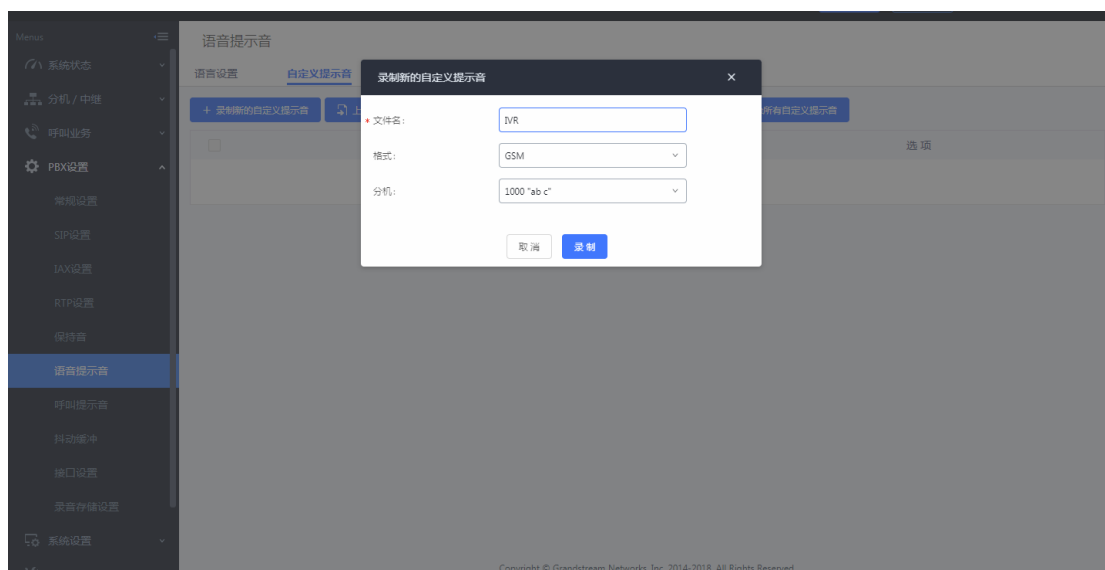 Menus
语音提示音
系统状态
语言设置 自定义提示音
录制新的自定义提示音
分机 / 中继
+ 录制新的自定义提示音
上
所有自定义提示音
* 文件名: IVR
呼叫业务
选项
格式: GSM
PBX设置
分机: 1000 "ab c"
常规设置
SIP设置
取消 录制
IAX设置
RTP设置
保持音
语音提示音
呼叫提示音
抖动缓冲
接口设置
录音存储设置
系统设置
Copyright © Grandstream Networks, Inc. 2014-2018. All Rights Reserved.